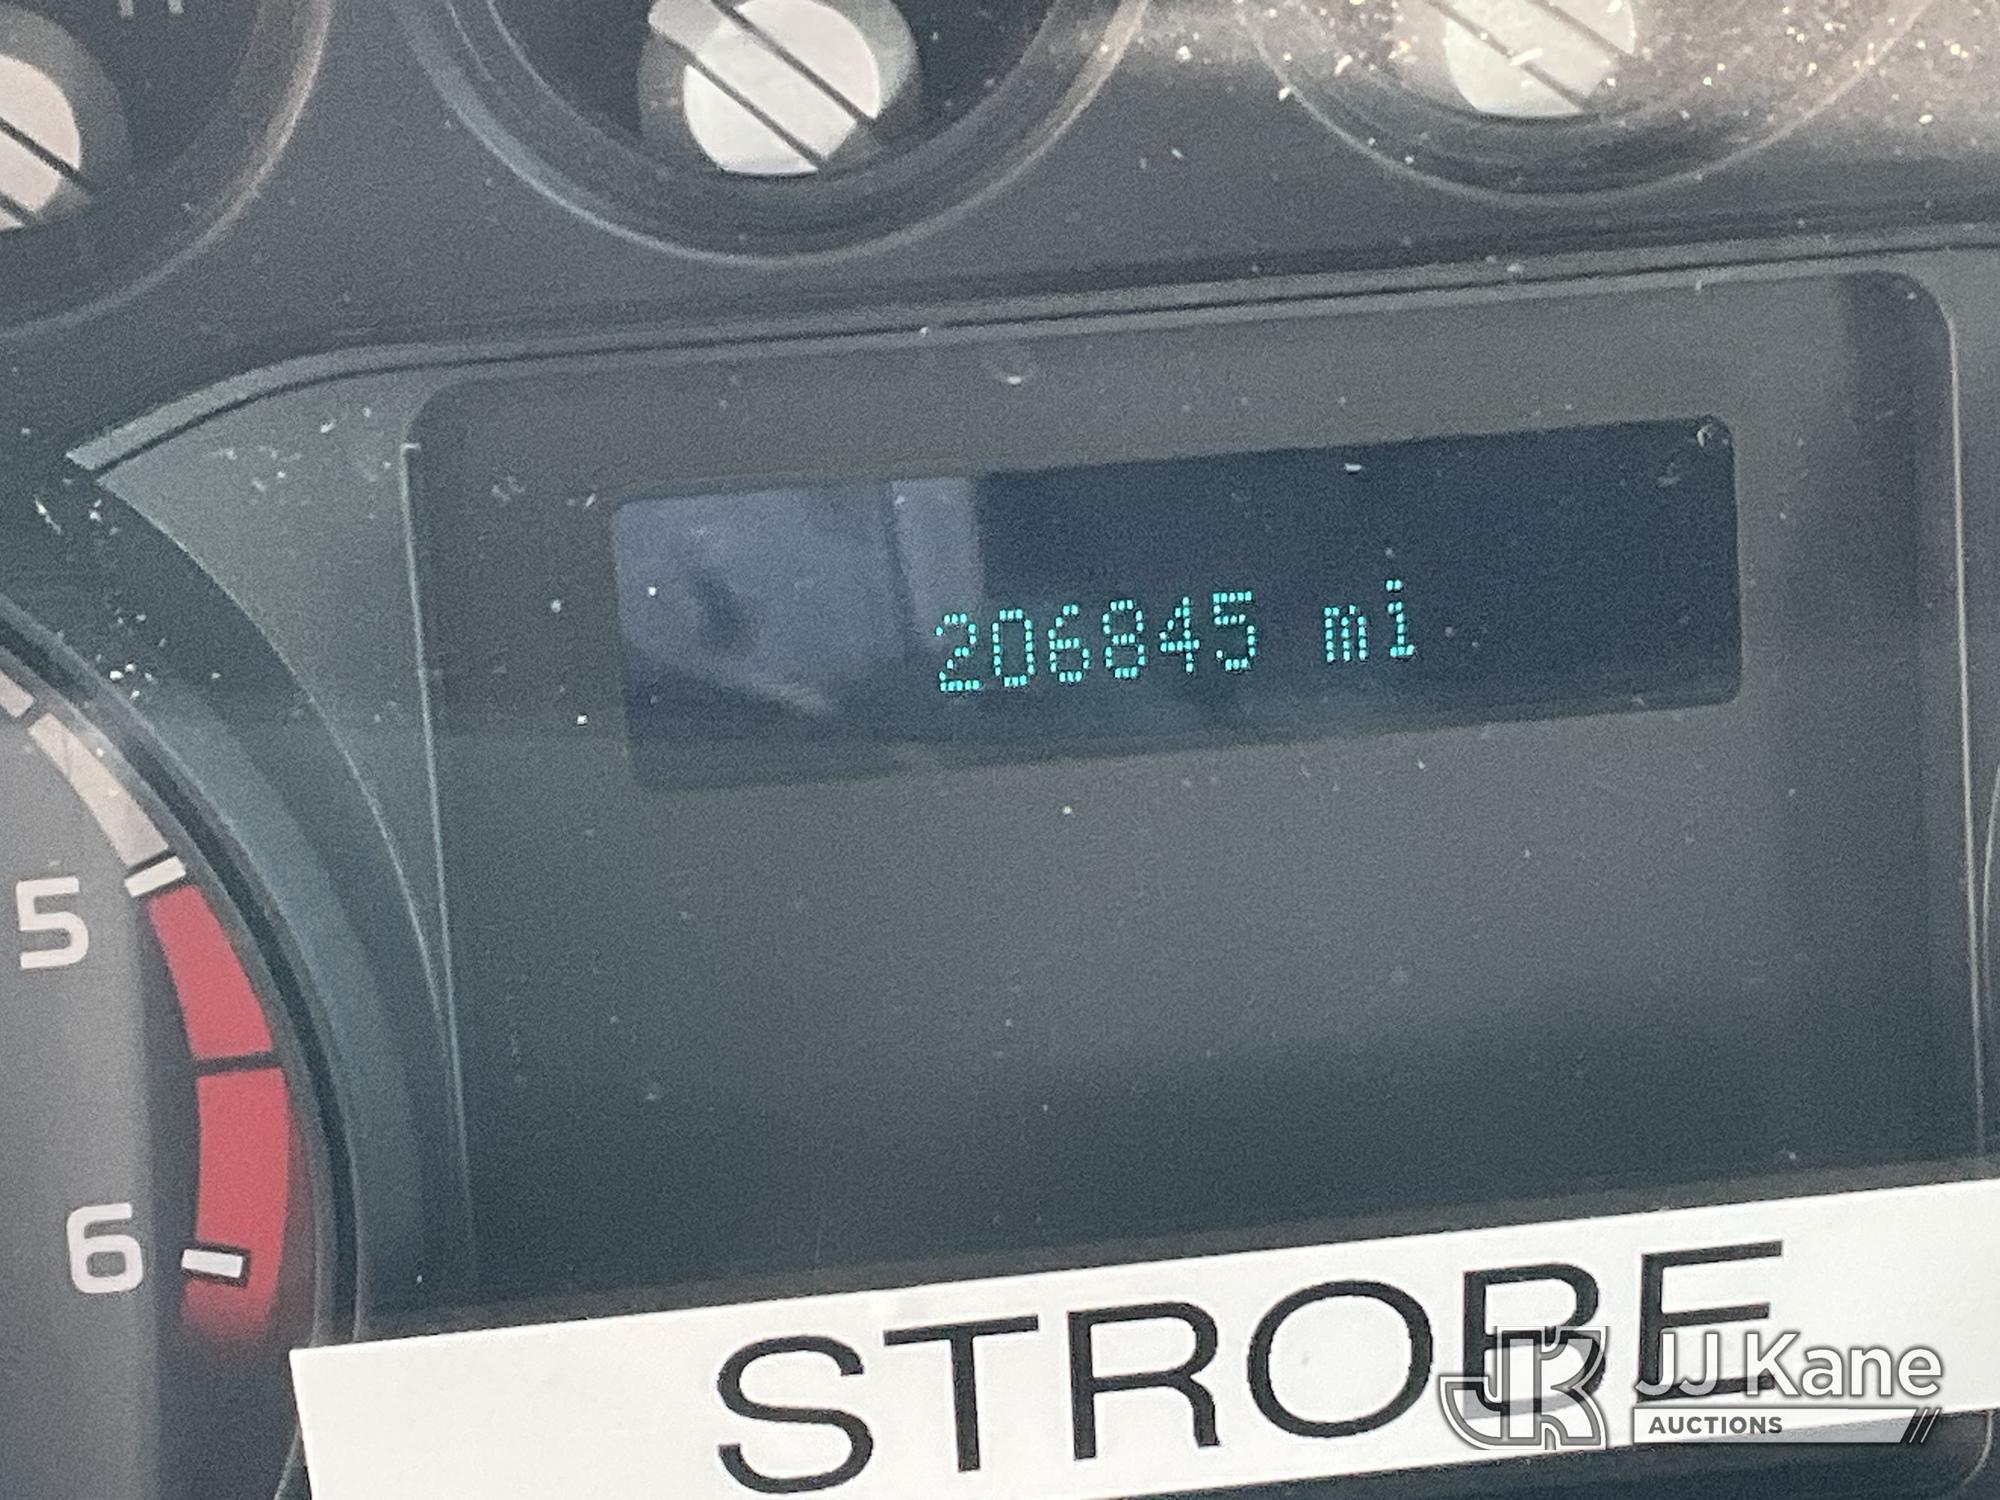 206845 mi
5
6
STROBE
JJ Kane
AUCTIONS